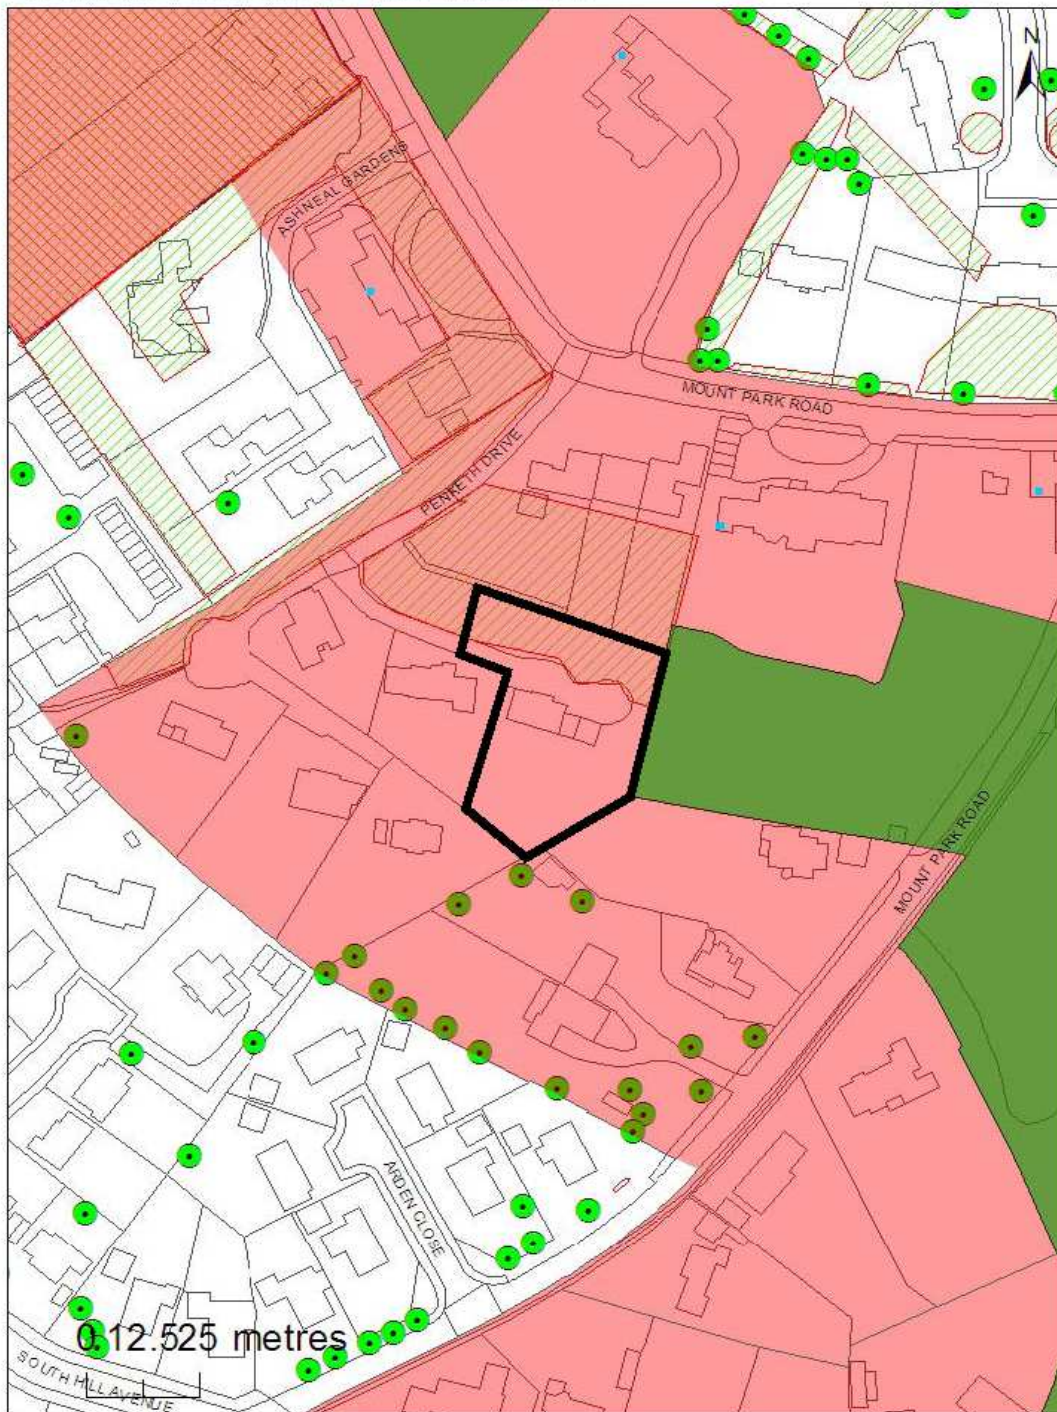 N
ASHNEAL GARDENS
MOUNT PARK ROAD
PENKETH DRIVE
MOUNT PARK ROAD
ARDEN CLOSE
0 12.525 metres
SOUTH HILL AVENUE